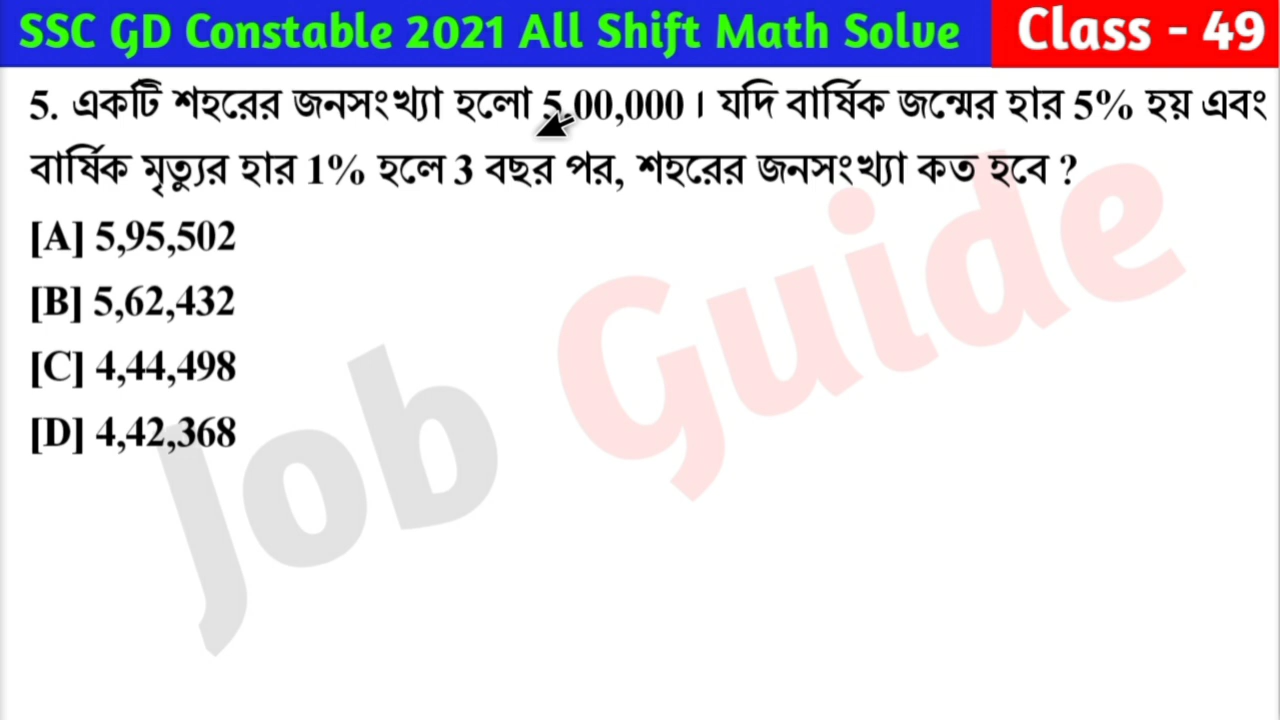 SSC GD Constable 2021 All Shift Math Solve
Class - 49
5. একটি শহরের জনসংখ্যা হলো 5,00,000 । যদি বার্ষিক জন্মের হার 5% হয় এবং
বার্ষিক মৃত্যুর হার 1% হলে 3 বছর পর, শহরের জনসংখ্যা কত হবে ?
[A] 5,95,502
[B] 5,62,432
[C] 4,44,498
[D] 4,42,368
Job Guide